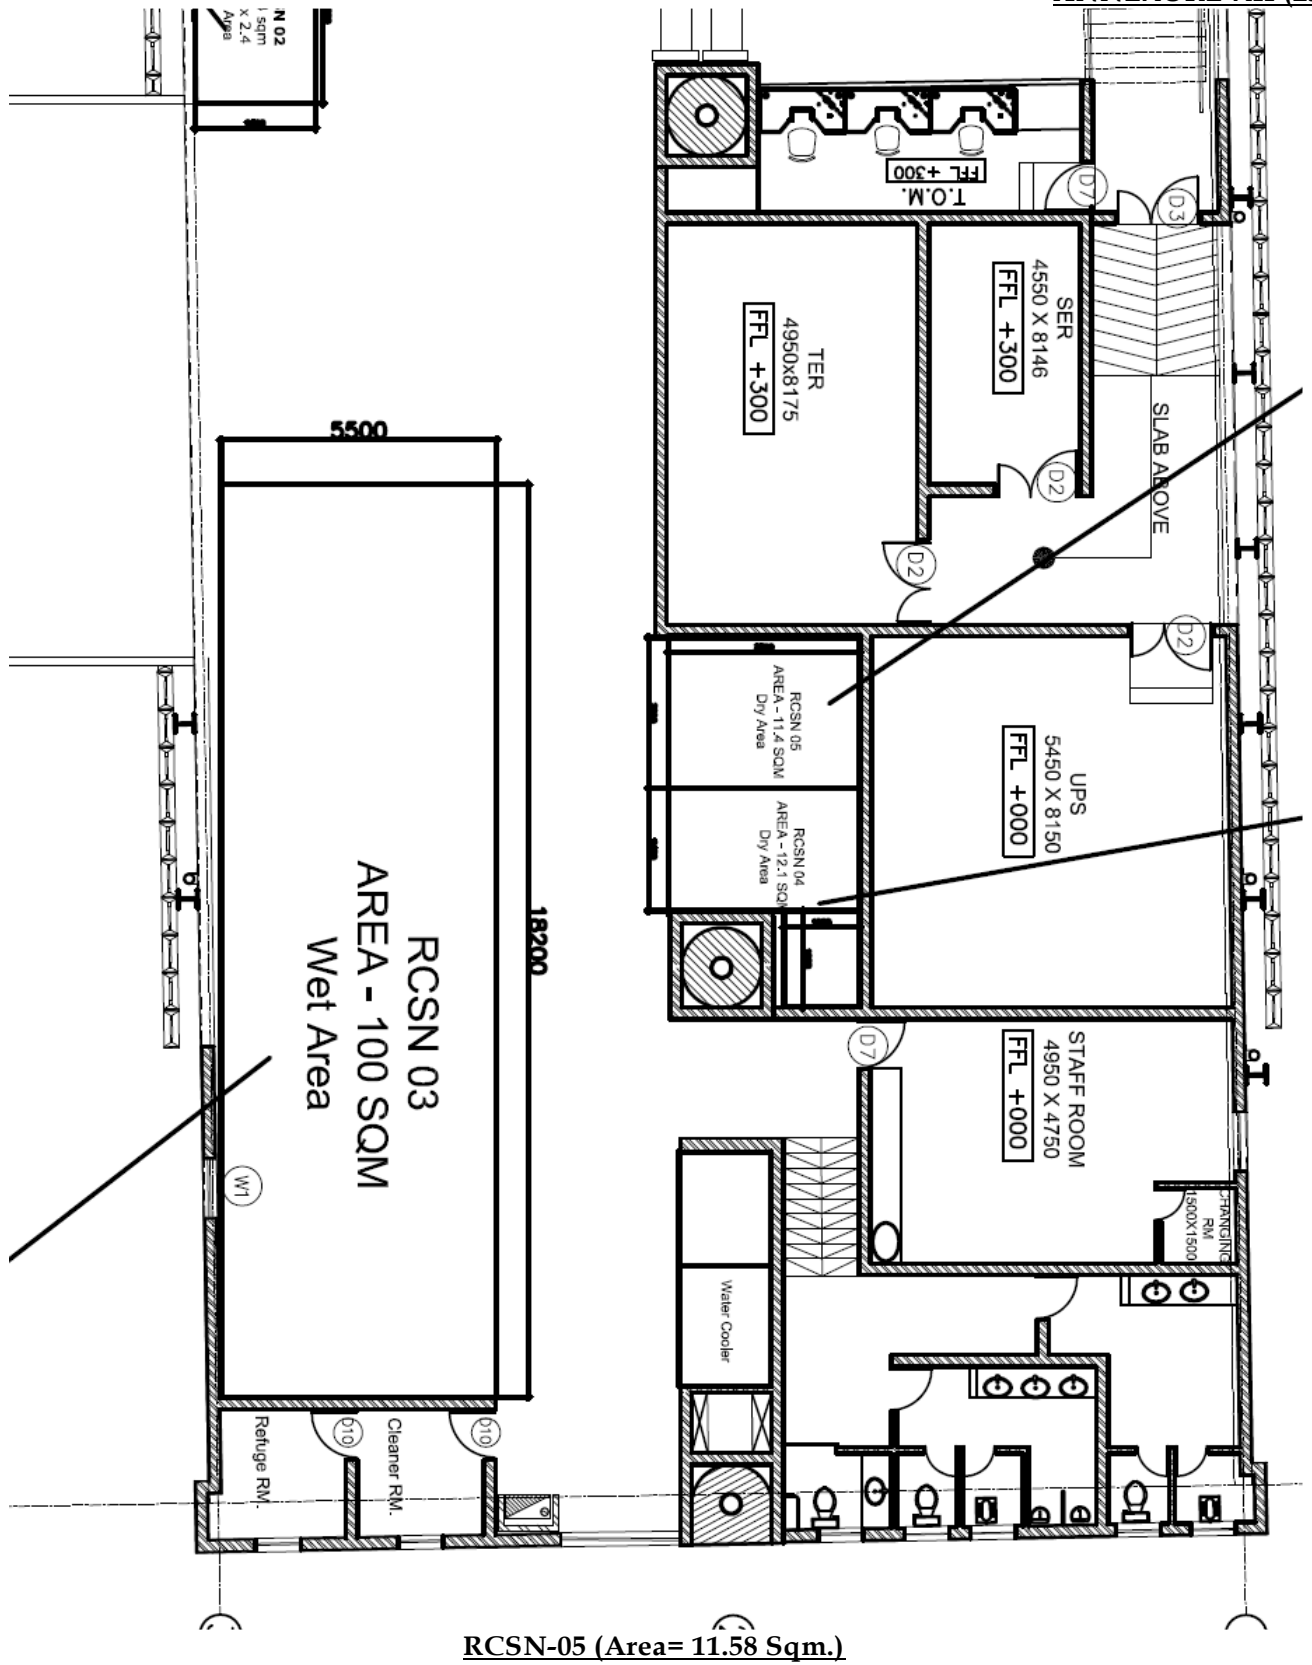 sqm
x 2.4
Area
FFL +300
T.O.M.
D7
D3
SER
4550 X 8146
FFL +300
TER
4950x8175
FFL +300
SLAB ABOVE
D2
D2
D2
5500
18200
RCSN 05
AREA - 11.4 SQM
Dry Area
RCSN 04
AREA - 12.1 SQM
Dry Area
UPS
5450 X 8150
FFL +000
RCSN 03
AREA - 100 SQM
Wet Area
W1
D7
STAFF ROOM
4950 X 4750
FFL +000
CHANGING
RM
1500X1500
Water Cooler
Refuge RM.
D10
Cleaner RM.
D10
RCSN-05 (Area= 11.58 Sqm.)